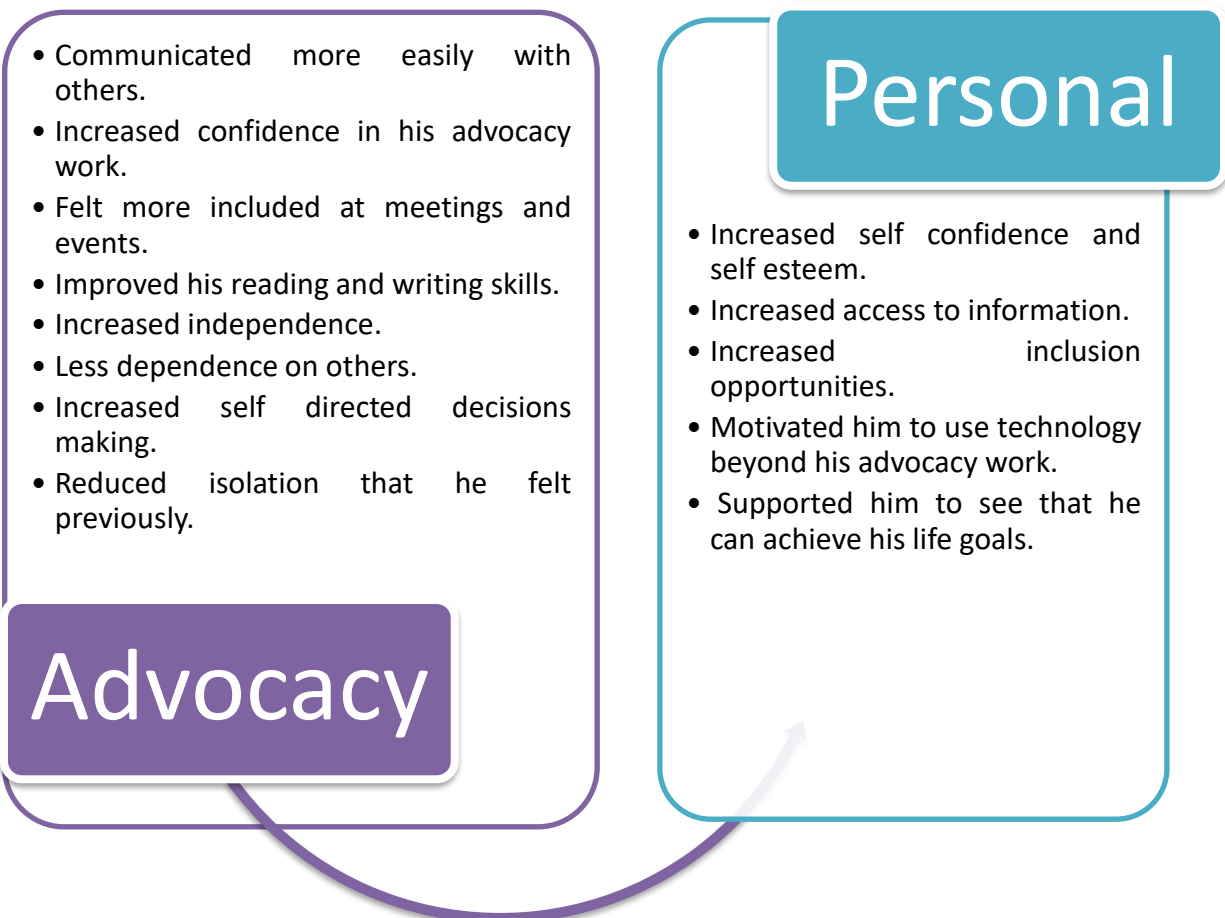 • Communicated more easily with
others.
• Increased confidence in his advocacy
work.
• Felt more included at meetings and
events.
• Improved his reading and writing skills.
• Increased independence.
• Less dependence on others.
• Increased self directed decisions
making.
• Reduced isolation that he felt
previously.
Advocacy
Personal
• Increased self confidence and
self esteem.
• Increased access to information.
• Increased inclusion
opportunities.
• Motivated him to use technology
beyond his advocacy work.
• Supported him to see that he
can achieve his life goals.